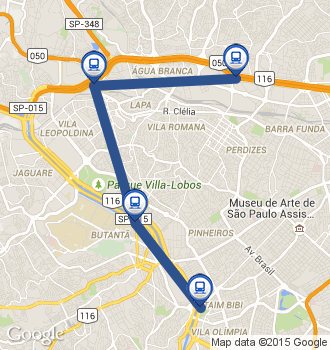 SP-348
050
050
ÁGUA BRANCA
116
SP-015
LAPA
R. Clélia
VILA LEOPOLDINA
VILA ROMANA
BARRA FUNDA
PERDIZES
JAGUARE
Parque Villa-Lobos
116
Museu de Arte de
São Paulo Assis...
SP
5
BUTANTÃ
PINHEIROS
Av. Brasil
116
ITAIM BIBI
VILA OLÍMPIA
Google
Map data ©2015 Google